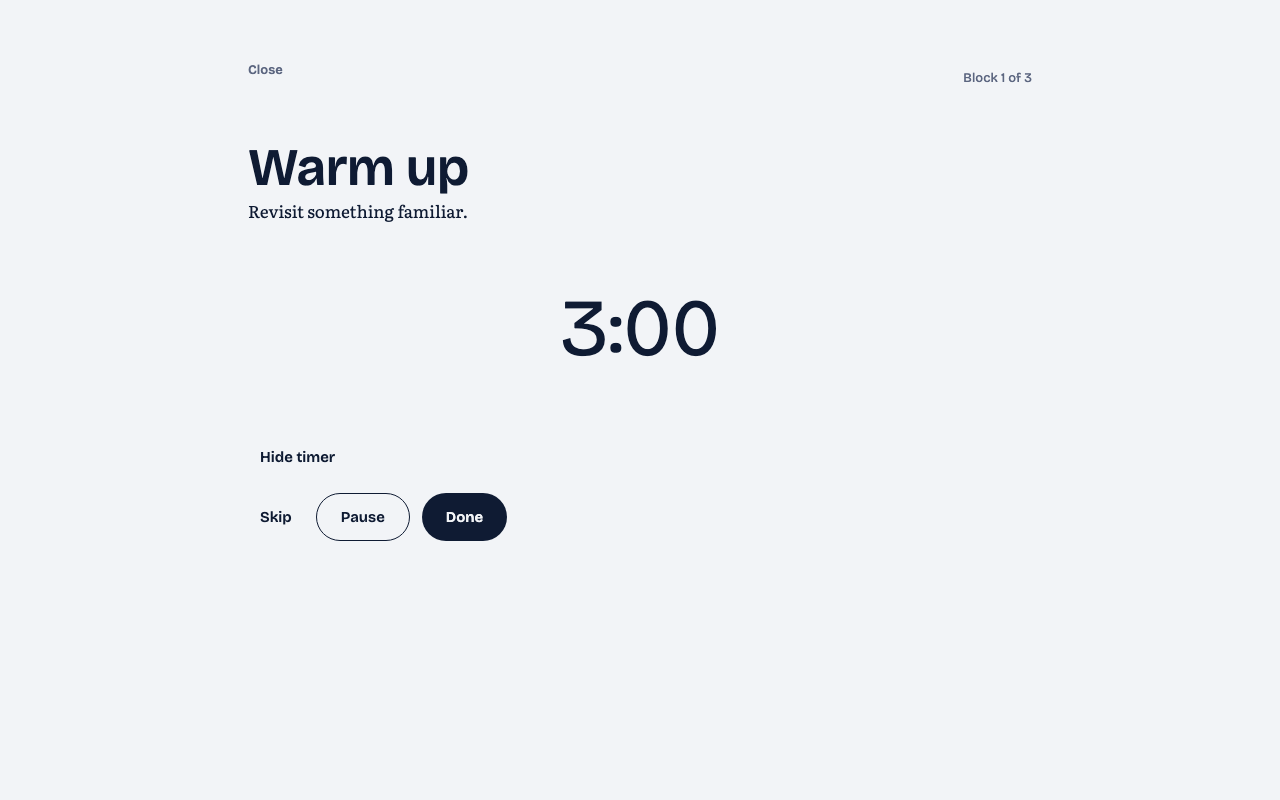 Close
Block 1 of 3
Warm up
Revisit something familiar.
3:00
Hide timer
Skip
Pause
Done